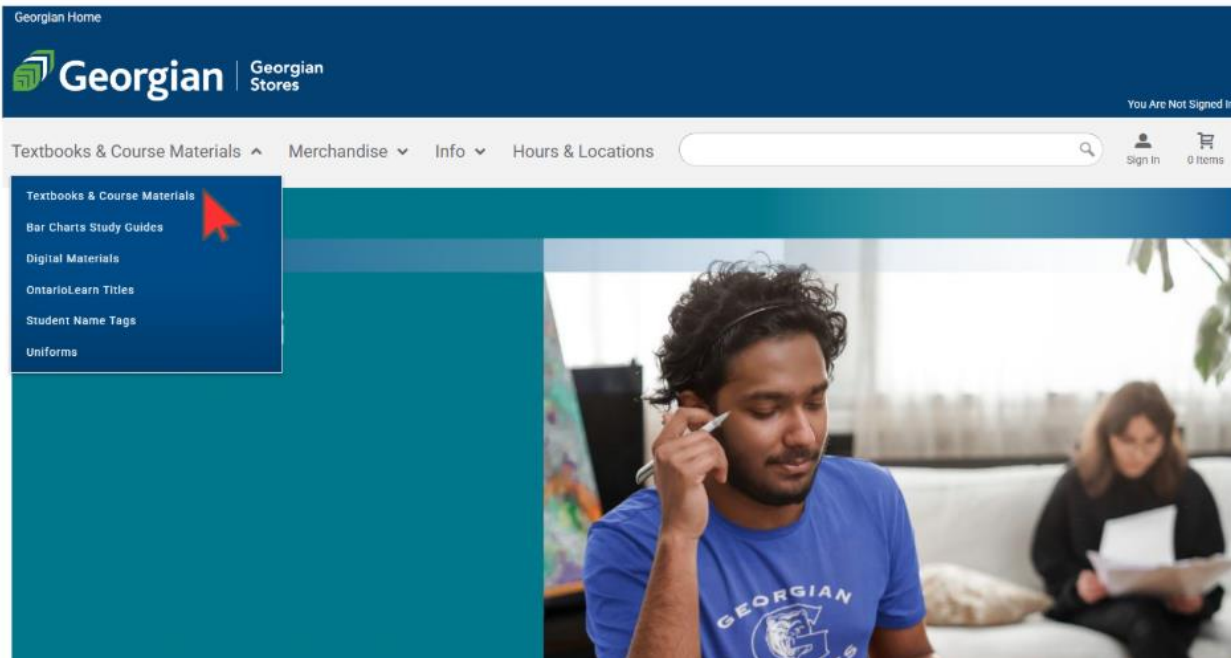 Georgian Home
Georgian
Georgian
Stores
You Are Not Signed In
Textbooks & Course Materials
Merchandise
Info
Hours & Locations
Sign In
0 Items
Textbooks & Course Materials
Bar Charts Study Guides
Digital Materials
OntarioLearn Titles
Student Name Tags
Uniforms
GEORGIAN